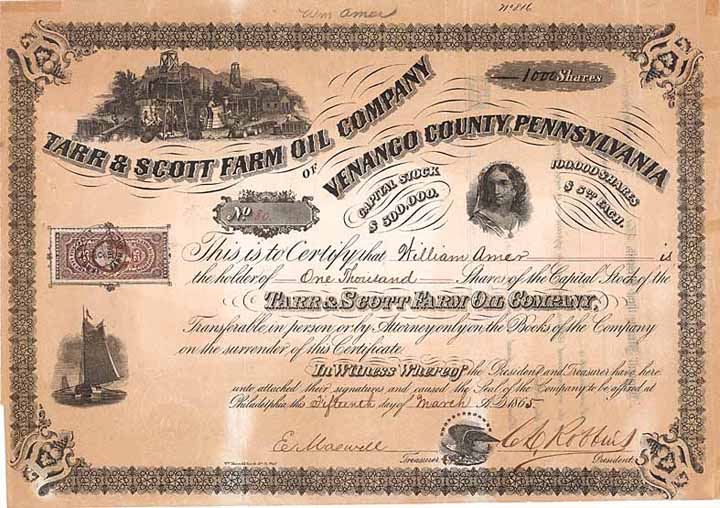 Wm Amer
No 816
1000 Shares
TARR & SCOTT FARM OIL COMPANY
OF
VENANGO COUNTY, PENNSYLVANIA
No 80.
CAPITAL STOCK
$ 500,000.
100,000 SHARES
$ 5 EACH.
This is to Certify that William Amer is
the holder of One Thousand Shares of the Capital Stock of the
TARR & SCOTT FARM OIL COMPANY,
Transferable in person or by Attorney only on the Books of the Company
on the surrender of this Certificate.
In Witness Whereof the President and Treasurer have here
unto attached their signatures and caused the Seal of the Company to be affixed at
Philadelphia this Fifteenth day of March A.D. 1865
E. Maxwell
Treasurer
Robbins
President.